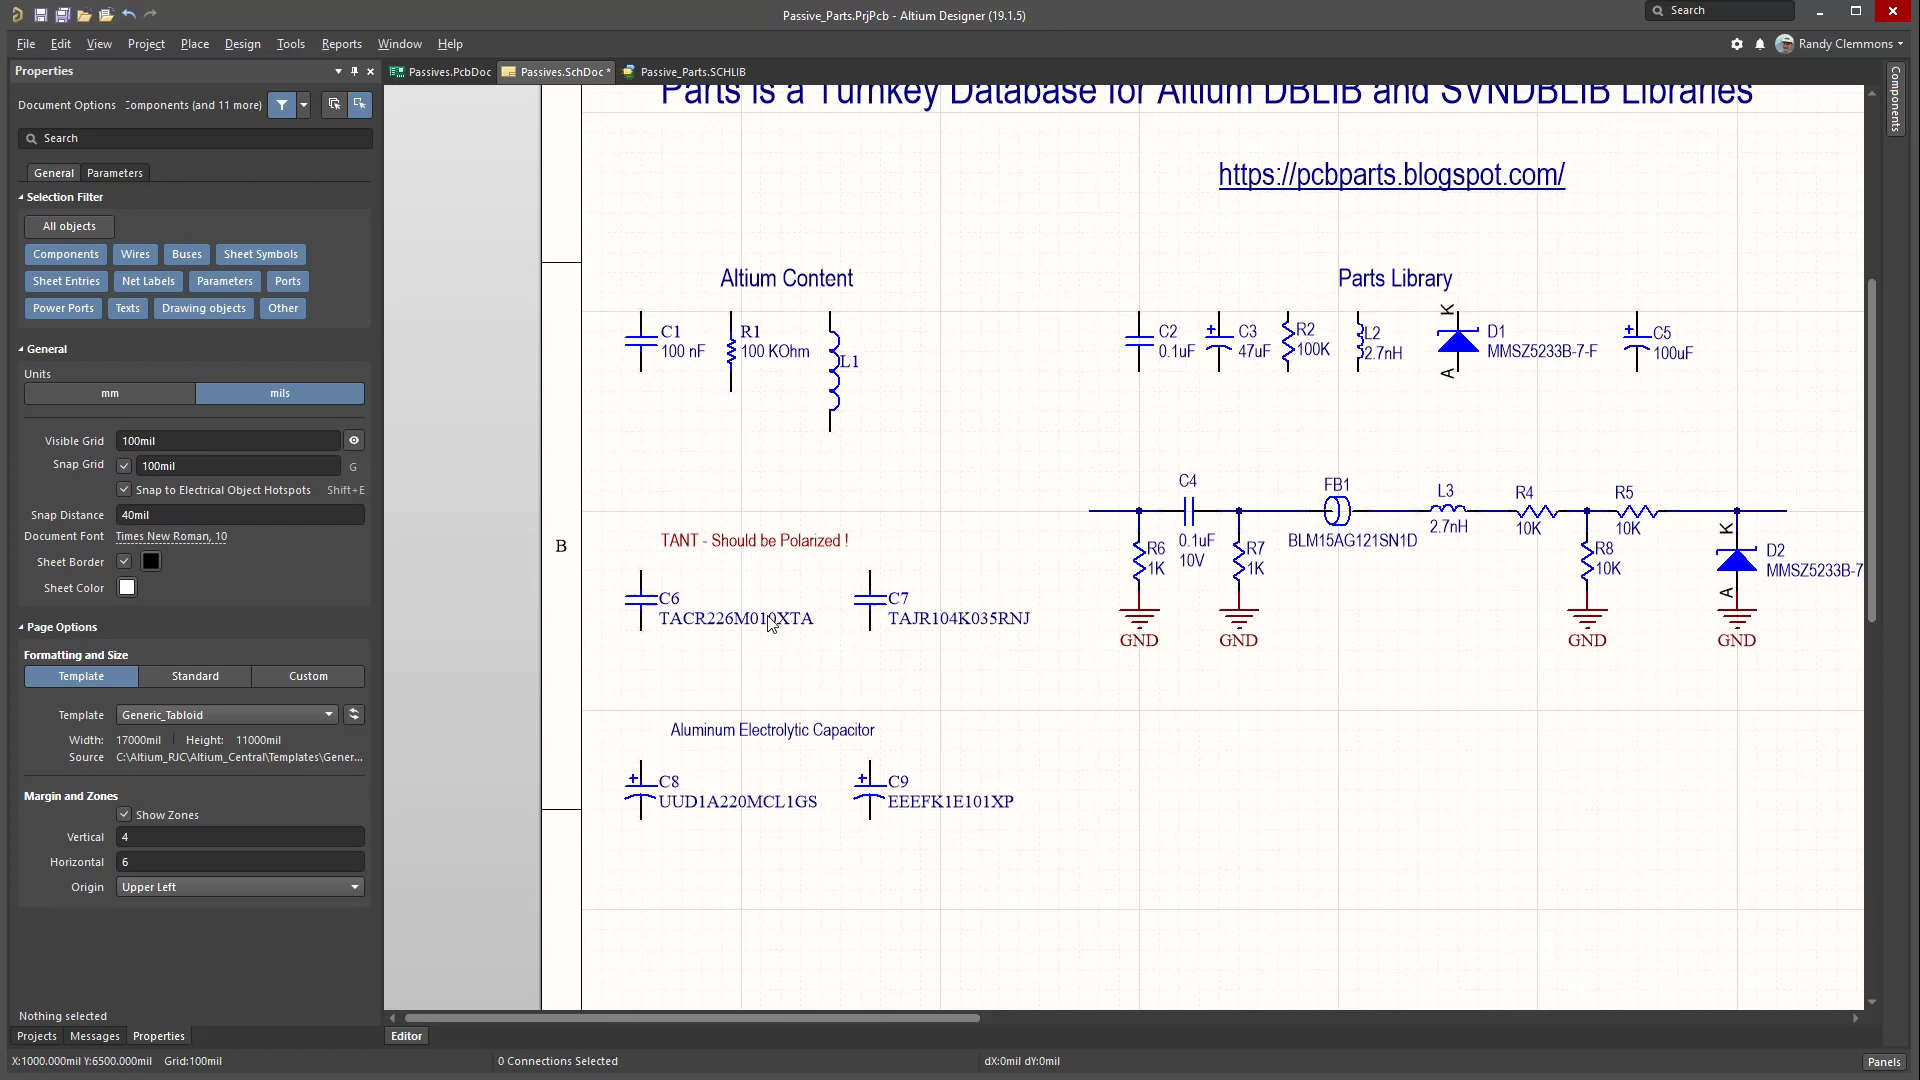 Passive_Parts.PrjPcb - Altium Designer (19.1.5)
Search
File Edit View Project Place Design Tools Reports Window Help
Randy Clemmons
Properties
Passives.PcbDoc
Passives.SchDoc *
Passive_Parts.SCHLIB
Components
Document Options
Components (and 11 more)
Search
General
Parameters
Selection Filter
All objects
Components Wires Buses Sheet Symbols
Sheet Entries Net Labels Parameters Ports
Power Ports Texts Drawing objects Other
General
Units
mm mils
Visible Grid 100mil
Snap Grid 100mil G
Snap to Electrical Object Hotspots Shift+E
Snap Distance 40mil
Document Font Times New Roman, 10
Sheet Border
Sheet Color
Page Options
Formatting and Size
Template Standard Custom
Template Generic_Tabloid
Width: 17000mil Height: 11000mil
Source C:\Altium_RJC\Altium_Central\Templates\Gener...
Margin and Zones
Show Zones
Vertical 4
Horizontal 6
Origin Upper Left
Nothing selected
Projects Messages Properties
Parts is a Turnkey Database for Altium DBLIB and SVNDBLIB Libraries
https://pcbparts.blogspot.com/
Altium Content
C1
100 nF
R1
100 KOhm
L1
Parts Library
C2
0.1uF
C3
47uF
R2
100K
L2
2.7nH
K
A
D1
MMSZ5233B-7-F
C5
100uF
C4
0.1uF
10V
FB1
BLM15AG121SN1D
L3
2.7nH
R4
10K
R5
10K
R6
1K
R7
1K
R8
10K
K
A
D2
MMSZ5233B-7
GND
GND
GND
GND
B
TANT - Should be Polarized !
C6
TACR226M010XTA
C7
TAJR104K035RNJ
Aluminum Electrolytic Capacitor
C8
UUD1A220MCL1GS
C9
EEEFK1E101XP
Editor
X:1000.000mil Y:6500.000mil Grid:100mil
0 Connections Selected
dX:0mil dY:0mil
Panels